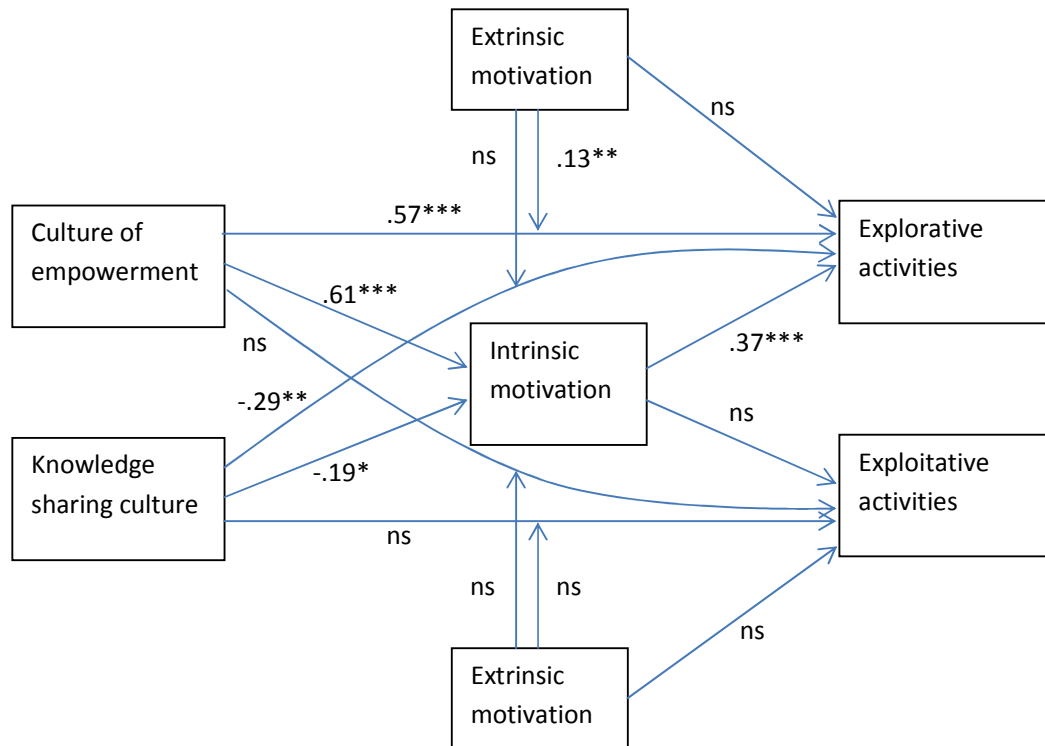 Extrinsic
motivation
ns
ns
.13**
.57***
Culture of
empowerment
Explorative
activities
.61***
ns
Intrinsic
motivation
.37***
-.29**
ns
Knowledge
sharing culture
-.19*
Exploitative
activities
ns
ns
ns
ns
Extrinsic
motivation